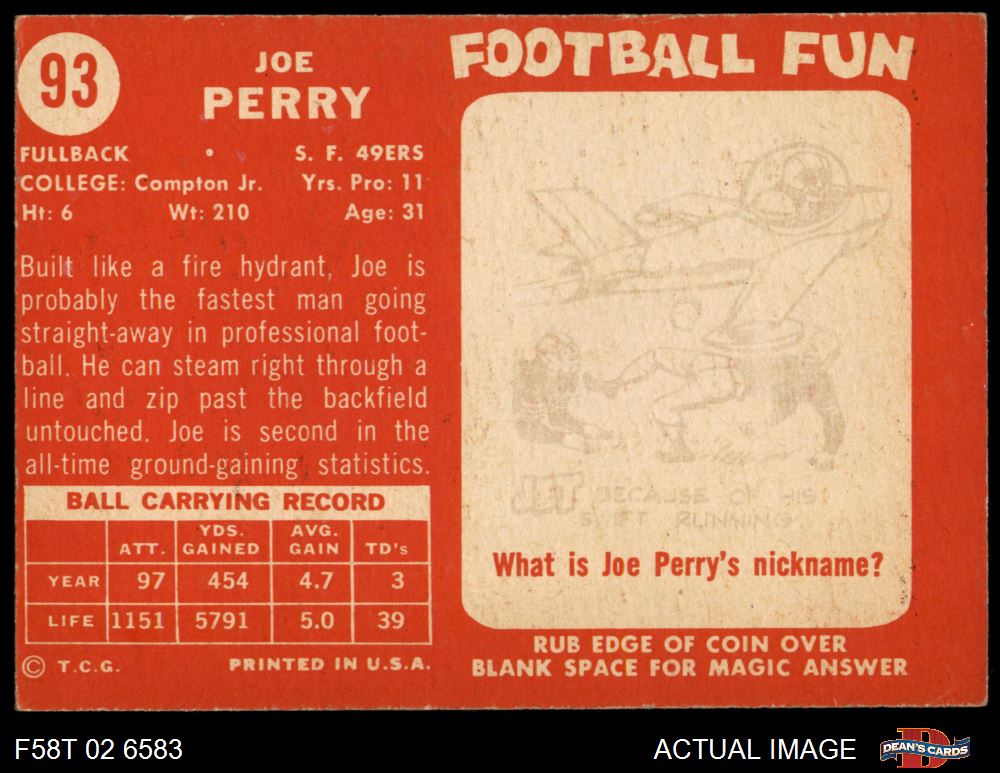 93
JOE
PERRY
FULLBACK • S. F. 49ERS
COLLEGE: Compton Jr. Yrs. Pro: 11
Ht: 6 Wt: 210 Age: 31
Built like a fire hydrant, Joe is
probably the fastest man going
straight-away in professional foot-
ball. He can steam right through a
line and zip past the backfield
untouched. Joe is second in the
all-time ground-gaining statistics.
BALL CARRYING RECORD
ATT. YDS. GAINED AVG. GAIN TD's
YEAR 97 454 4.7 3
LIFE 1151 5791 5.0 39
© T.C.G. PRINTED IN U.S.A.
FOOTBALL FUN
JET BECAUSE OF HIS
SWIFT RUNNING
What is Joe Perry's nickname?
RUB EDGE OF COIN OVER
BLANK SPACE FOR MAGIC ANSWER
F58T 02 6583
ACTUAL IMAGE
DEAN'S CARDS